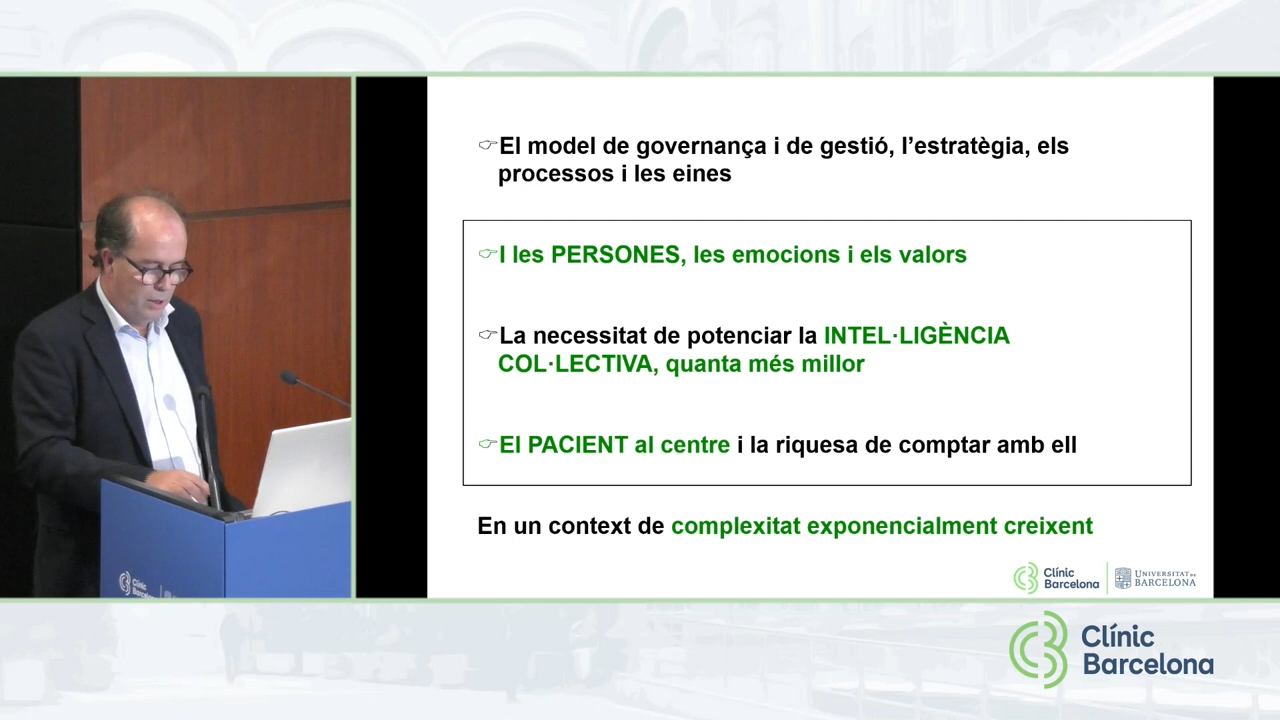 ☞El model de governança i de gestió, l’estratègia, els
processos i les eines
☞I les PERSONES, les emocions i els valors
☞La necessitat de potenciar la INTEL·LIGÈNCIA
COL·LECTIVA, quanta més millor
☞El PACIENT al centre i la riquesa de comptar amb ell
En un context de complexitat exponencialment creixent
Clínic
Barcelona
UNIVERSITAT DE
BARCELONA
Clínic
Barcelona
Clínic
Barcelona